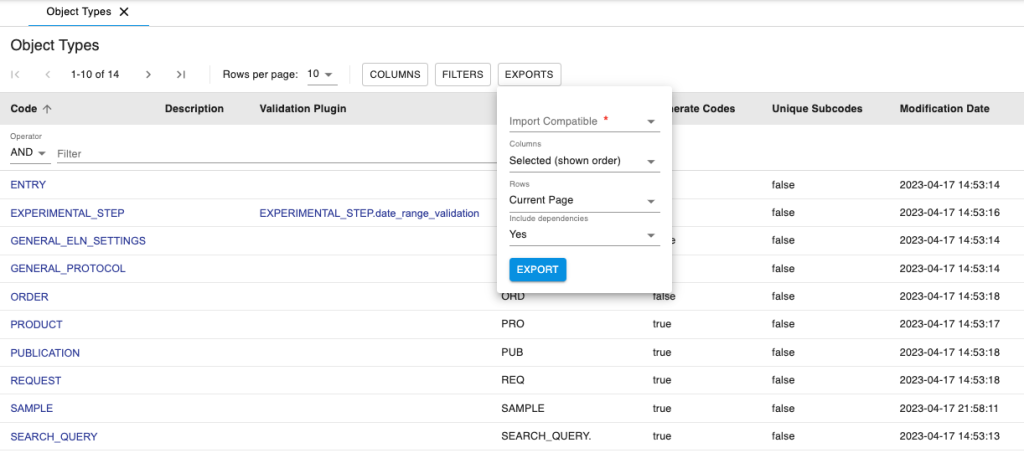 Object Types
Object Types
1-10 of 14 Rows per page: 10 COLUMNS FILTERS EXPORTS
Code Description Validation Plugin Codes Unique Subcodes Modification Date
Import Compatible *
Operator
AND Filter
Columns
Selected (shown order)
ENTRY false 2023-04-17 14:53:14
Rows
Current Page
EXPERIMENTAL_STEP EXPERIMENTAL_STEP.date_range_validation false 2023-04-17 14:53:16
Include dependencies
Yes
GENERAL_ELN_SETTINGS false 2023-04-17 14:53:14
GENERAL_PROTOCOL false 2023-04-17 14:53:14
EXPORT
ORDER ORD false false 2023-04-17 14:53:18
PRODUCT PRO true false 2023-04-17 14:53:17
PUBLICATION PUB true false 2023-04-17 14:53:18
REQUEST REQ true false 2023-04-17 14:53:18
SAMPLE SAMPLE true false 2023-04-17 21:58:11
SEARCH_QUERY SEARCH_QUERY. true false 2023-04-17 14:53:13